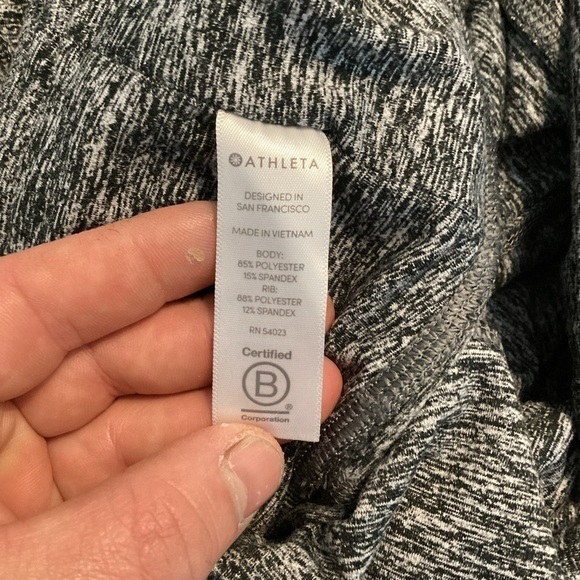 ATHLETA
DESIGNED IN
SAN FRANCISCO
MADE IN VIETNAM
BODY:
85% POLYESTER
15% SPANDEX
RIB:
88% POLYESTER
12% SPANDEX
RN 54023
Certified
B
®
Corporation